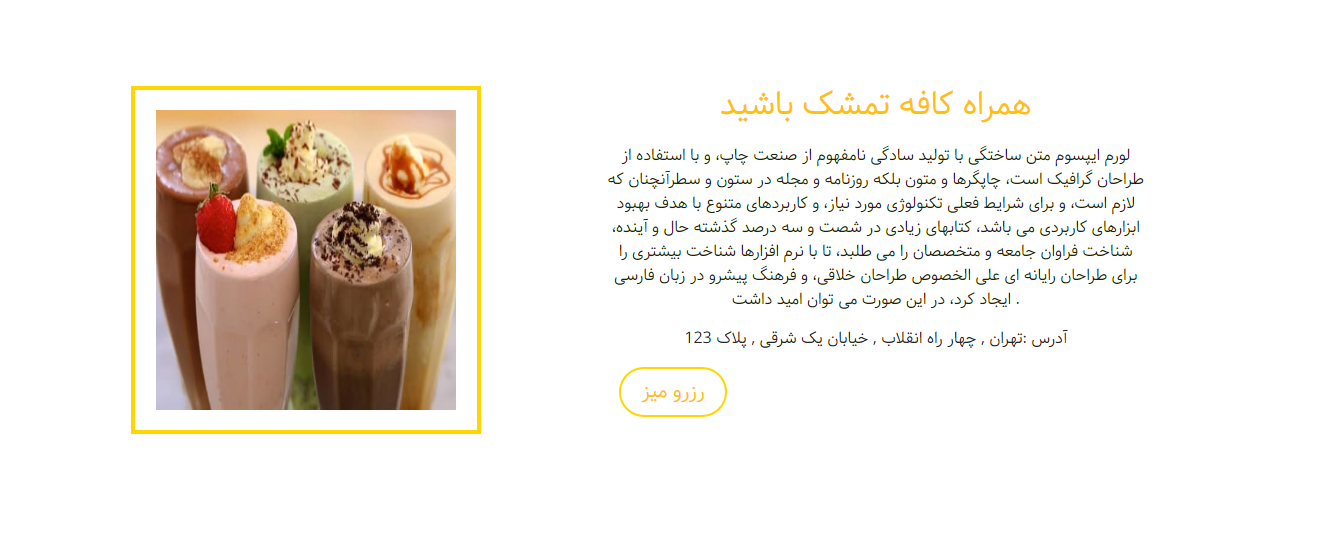 همراه کافه تمشک باشید
لورم ایپسوم متن ساختگی با تولید سادگی نامفهوم از صنعت چاپ، و با استفاده از
طراحان گرافیک است، چاپگرها و متون بلکه روزنامه و مجله در ستون و سطرآنچنان که
لازم است، و برای شرایط فعلی تکنولوژی مورد نیاز، و کاربردهای متنوع با هدف بهبود
ابزارهای کاربردی می باشد، کتابهای زیادی در شصت و سه درصد گذشته حال و آینده،
شناخت فراوان جامعه و متخصصان را می طلبد، تا با نرم افزارها شناخت بیشتری را
برای طراحان رایانه ای علی الخصوص طراحان خلاقی، و فرهنگ پیشرو در زبان فارسی
. ایجاد کرد، در این صورت می توان امید داشت
آدرس :تهران , چهار راه انقلاب , خیابان یک شرقی , پلاک 123
رزرو میز